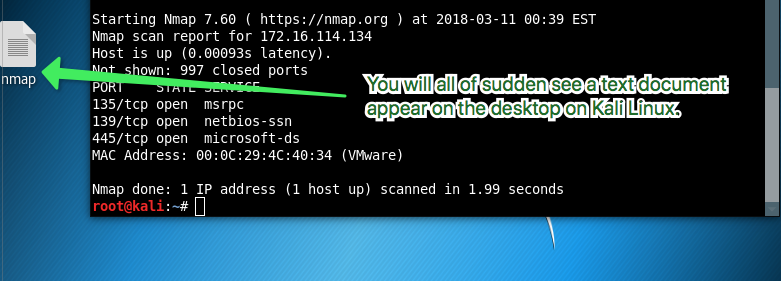 Starting Nmap 7.60 ( https://nmap.org ) at 2018-03-11 00:39 EST
Nmap scan report for 172.16.114.134
Host is up (0.00093s latency).
Not shown: 997 closed ports
PORT    STATE SERVICE
135/tcp open  msrpc
139/tcp open  netbios-ssn
445/tcp open  microsoft-ds
MAC Address: 00:0C:29:4C:40:34 (VMware)
Nmap done: 1 IP address (1 host up) scanned in 1.99 seconds
root@kali:~#
nmap
You will all of sudden see a text document
appear on the desktop on Kali Linux.